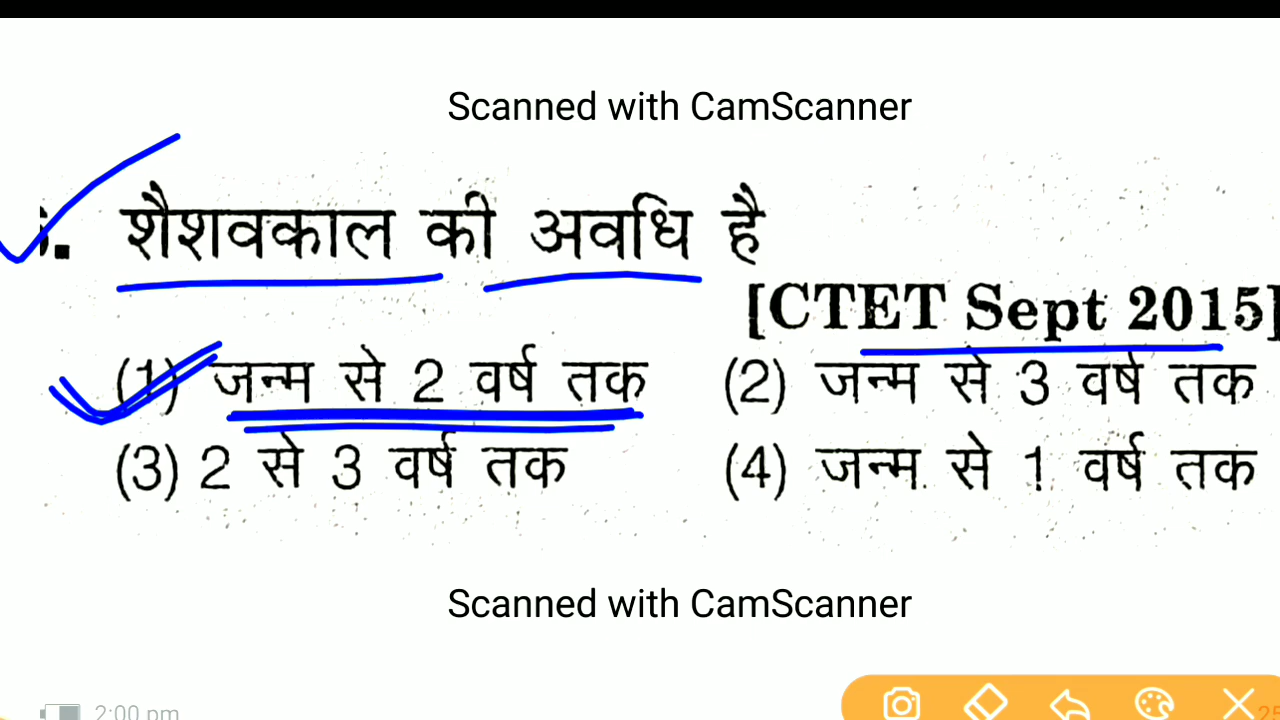 Scanned with CamScanner
शैशवकाल की अवधि है
[CTET Sept 2015]
(1) जन्म से 2 वर्ष तक (2) जन्म से 3 वर्ष तक
(3) 2 से 3 वर्ष तक (4) जन्म से 1 वर्ष तक
Scanned with CamScanner
2:00 pm